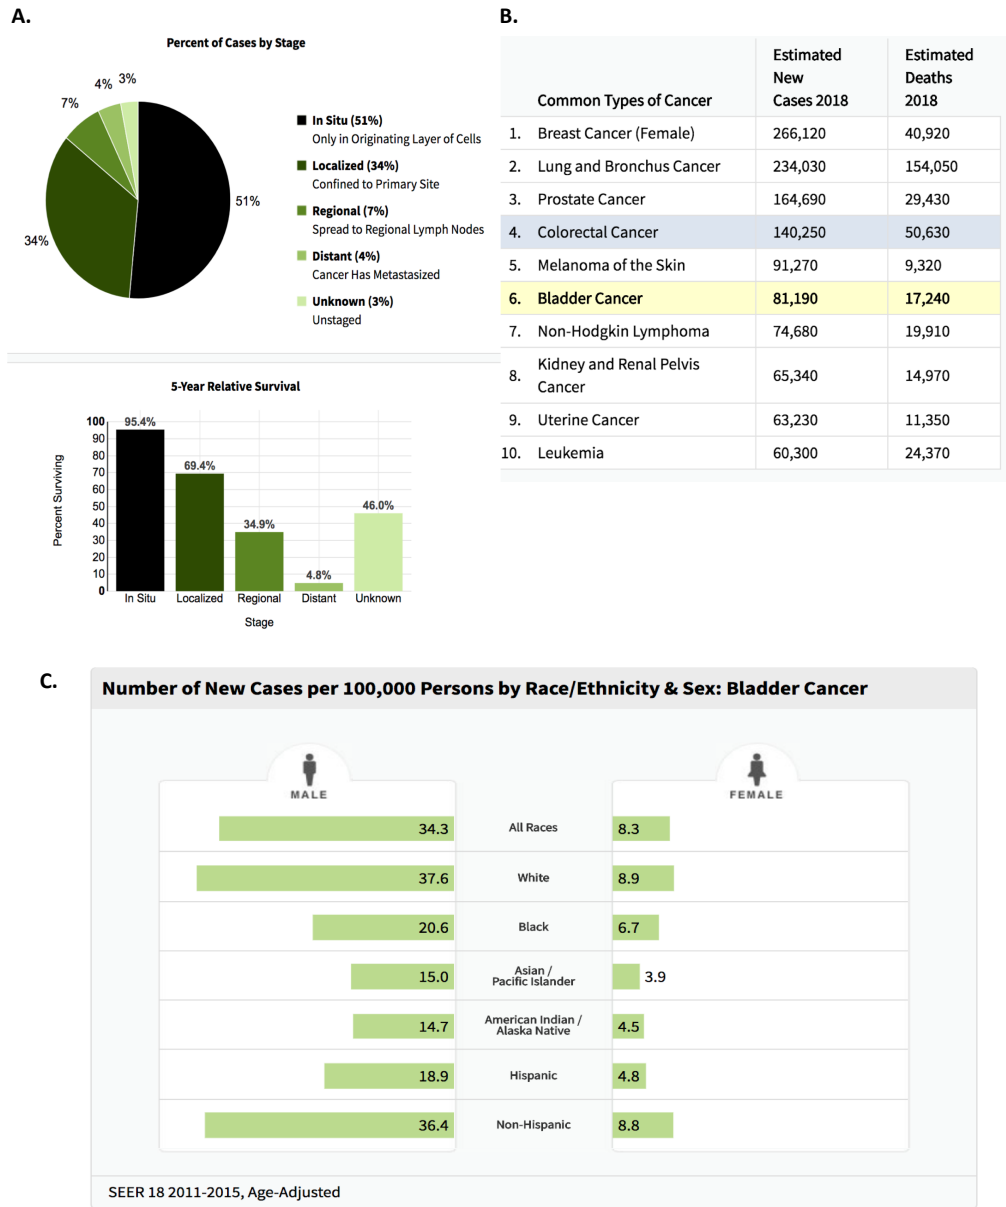 A.
Percent of Cases by Stage
3%
4%
7%
34%
51%
In Situ (51%)
Only in Originating Layer of Cells
Localized (34%)
Confined to Primary Site
Regional (7%)
Spread to Regional Lymph Nodes
Distant (4%)
Cancer Has Metastasized
Unknown (3%)
Unstaged
5-Year Relative Survival
Percent Surviving
100
90
80
70
60
50
40
30
20
10
0
95.4%
69.4%
34.9%
4.8%
46.0%
In Situ Localized Regional Distant Unknown
Stage
B.
Common Types of Cancer
Estimated
New
Cases 2018
Estimated
Deaths
2018
1. Breast Cancer (Female) 266,120 40,920
2. Lung and Bronchus Cancer 234,030 154,050
3. Prostate Cancer 164,690 29,430
4. Colorectal Cancer 140,250 50,630
5. Melanoma of the Skin 91,270 9,320
6. Bladder Cancer 81,190 17,240
7. Non-Hodgkin Lymphoma 74,680 19,910
8. Kidney and Renal Pelvis
Cancer 65,340 14,970
9. Uterine Cancer 63,230 11,350
10. Leukemia 60,300 24,370
C.
Number of New Cases per 100,000 Persons by Race/Ethnicity & Sex: Bladder Cancer
MALE FEMALE
34.3 All Races 8.3
37.6 White 8.9
20.6 Black 6.7
15.0 Asian /
Pacific Islander 3.9
14.7 American Indian /
Alaska Native 4.5
18.9 Hispanic 4.8
36.4 Non-Hispanic 8.8
SEER 18 2011-2015, Age-Adjusted